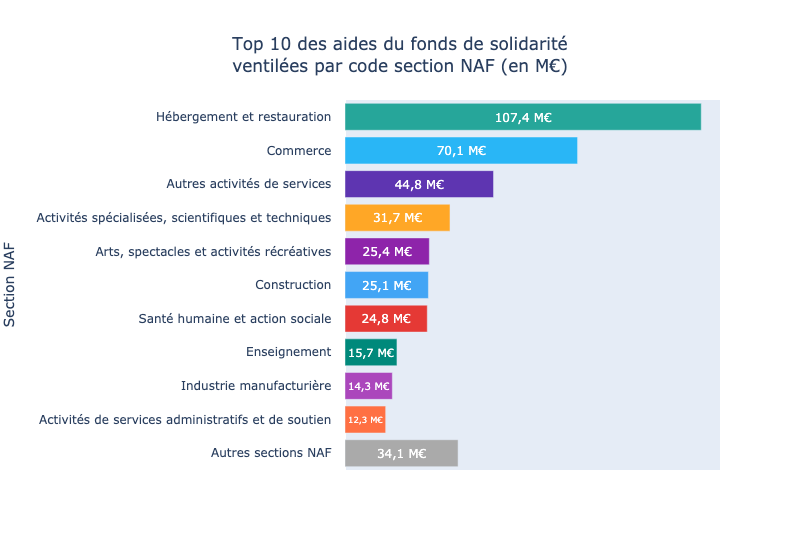 Top 10 des aides du fonds de solidarité
ventilées par code section NAF (en M€)
Section NAF
Hébergement et restauration 107,4 M€
Commerce 70,1 M€
Autres activités de services 44,8 M€
Activités spécialisées, scientifiques et techniques 31,7 M€
Arts, spectacles et activités récréatives 25,4 M€
Construction 25,1 M€
Santé humaine et action sociale 24,8 M€
Enseignement 15,7 M€
Industrie manufacturière 14,3 M€
Activités de services administratifs et de soutien 12,3 M€
Autres sections NAF 34,1 M€